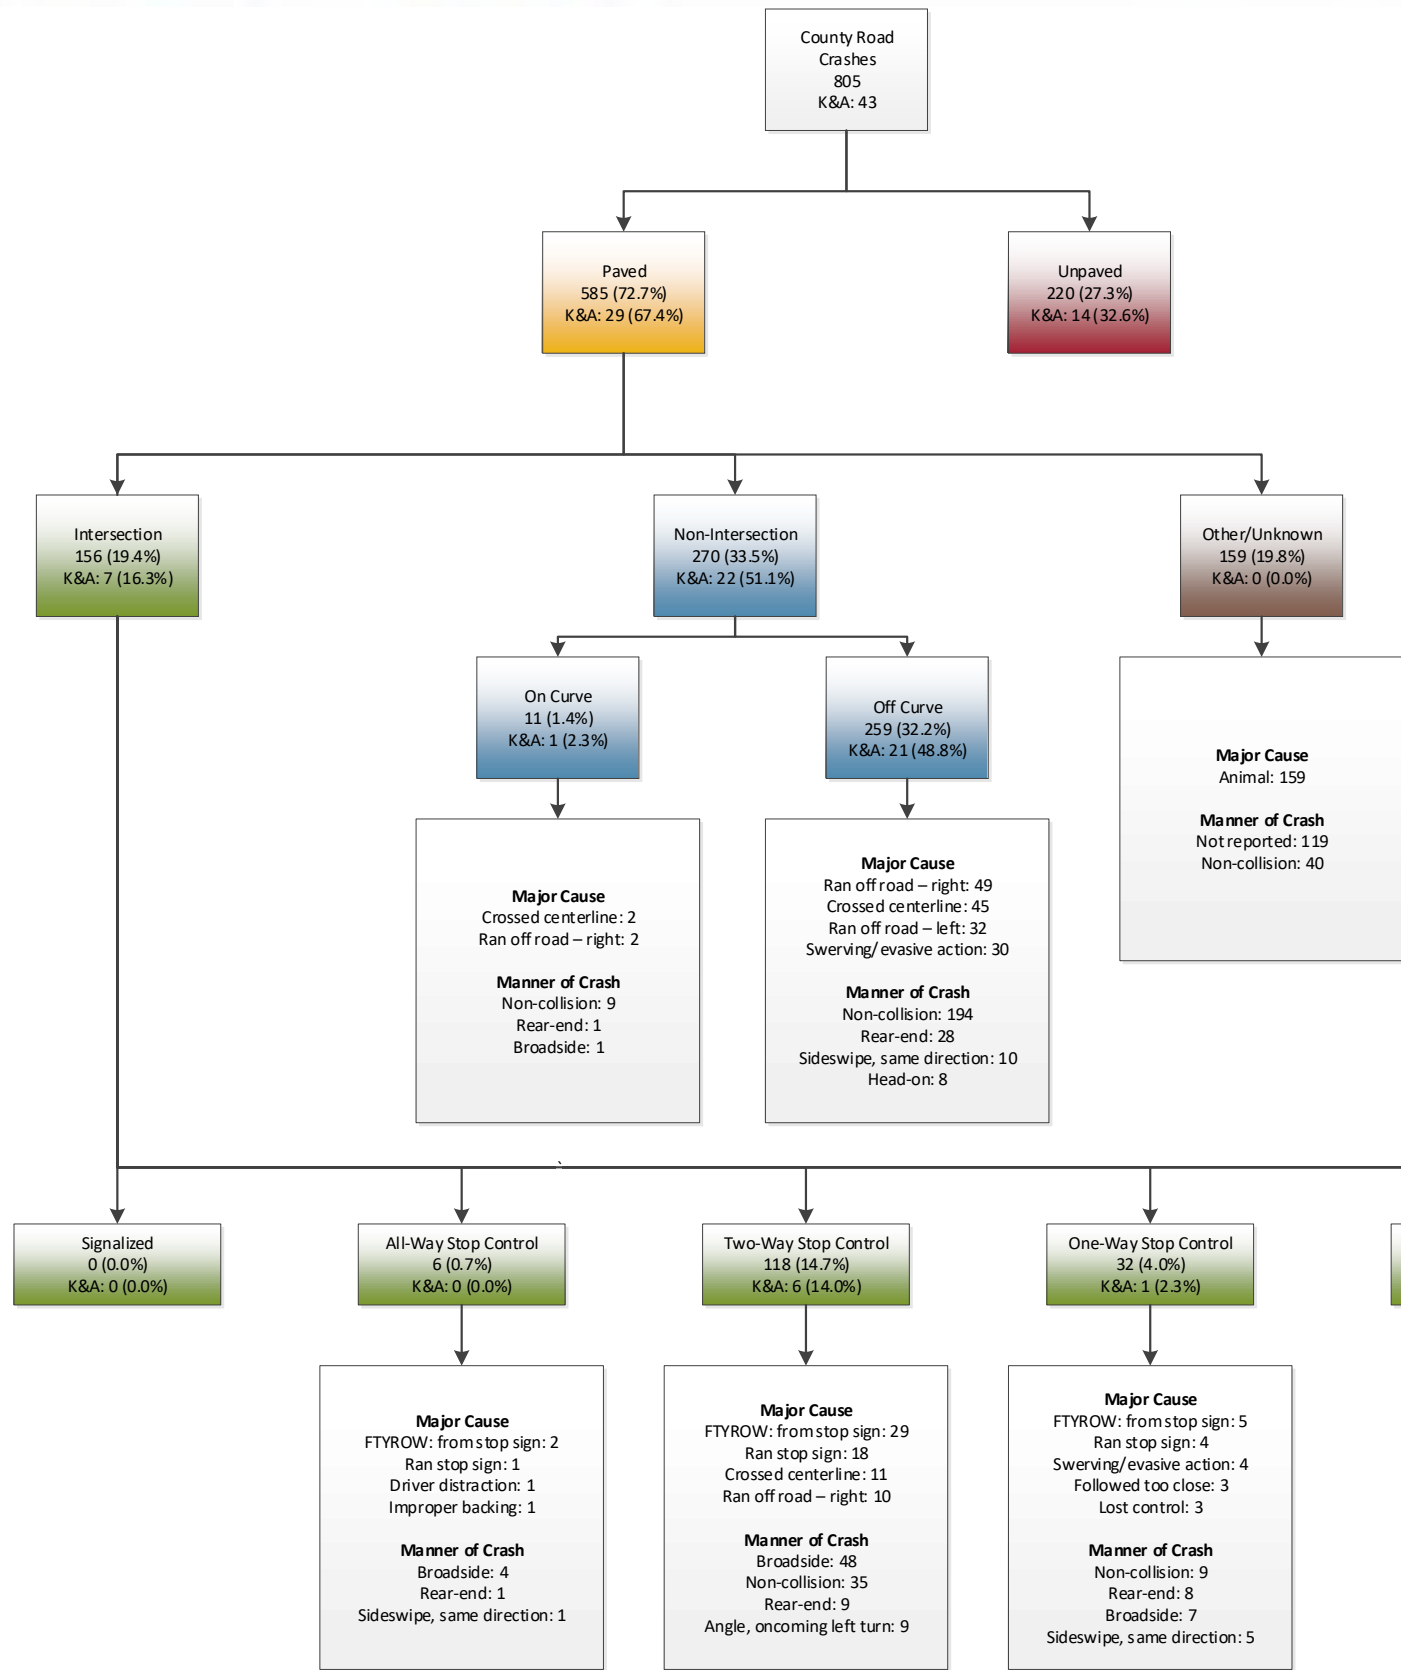 County Road
Crashes
805
K&A: 43
Paved
585 (72.7%)
K&A: 29 (67.4%)
Unpaved
220 (27.3%)
K&A: 14 (32.6%)
Intersection
156 (19.4%)
K&A: 7 (16.3%)
Non-Intersection
270 (33.5%)
K&A: 22 (51.1%)
Other/Unknown
159 (19.8%)
K&A: 0 (0.0%)
On Curve
11 (1.4%)
K&A: 1 (2.3%)
Off Curve
259 (32.2%)
K&A: 21 (48.8%)
Major Cause
Animal: 159
Manner of Crash
Not reported: 119
Non-collision: 40
Major Cause
Crossed centerline: 2
Ran off road – right: 2
Manner of Crash
Non-collision: 9
Rear-end: 1
Broadside: 1
Major Cause
Ran off road – right: 49
Crossed centerline: 45
Ran off road – left: 32
Swerving/evasive action: 30
Manner of Crash
Non-collision: 194
Rear-end: 28
Sideswipe, same direction: 10
Head-on: 8
`
Signalized
0 (0.0%)
K&A: 0 (0.0%)
All-Way Stop Control
6 (0.7%)
K&A: 0 (0.0%)
Two-Way Stop Control
118 (14.7%)
K&A: 6 (14.0%)
One-Way Stop Control
32 (4.0%)
K&A: 1 (2.3%)
Major Cause
FTYROW: from stop sign: 2
Ran stop sign: 1
Driver distraction: 1
Improper backing: 1
Manner of Crash
Broadside: 4
Rear-end: 1
Sideswipe, same direction: 1
Major Cause
FTYROW: from stop sign: 29
Ran stop sign: 18
Crossed centerline: 11
Ran off road – right: 10
Manner of Crash
Broadside: 48
Non-collision: 35
Rear-end: 9
Angle, oncoming left turn: 9
Major Cause
FTYROW: from stop sign: 5
Ran stop sign: 4
Swerving/evasive action: 4
Followed too close: 3
Lost control: 3
Manner of Crash
Non-collision: 9
Rear-end: 8
Broadside: 7
Sideswipe, same direction: 5